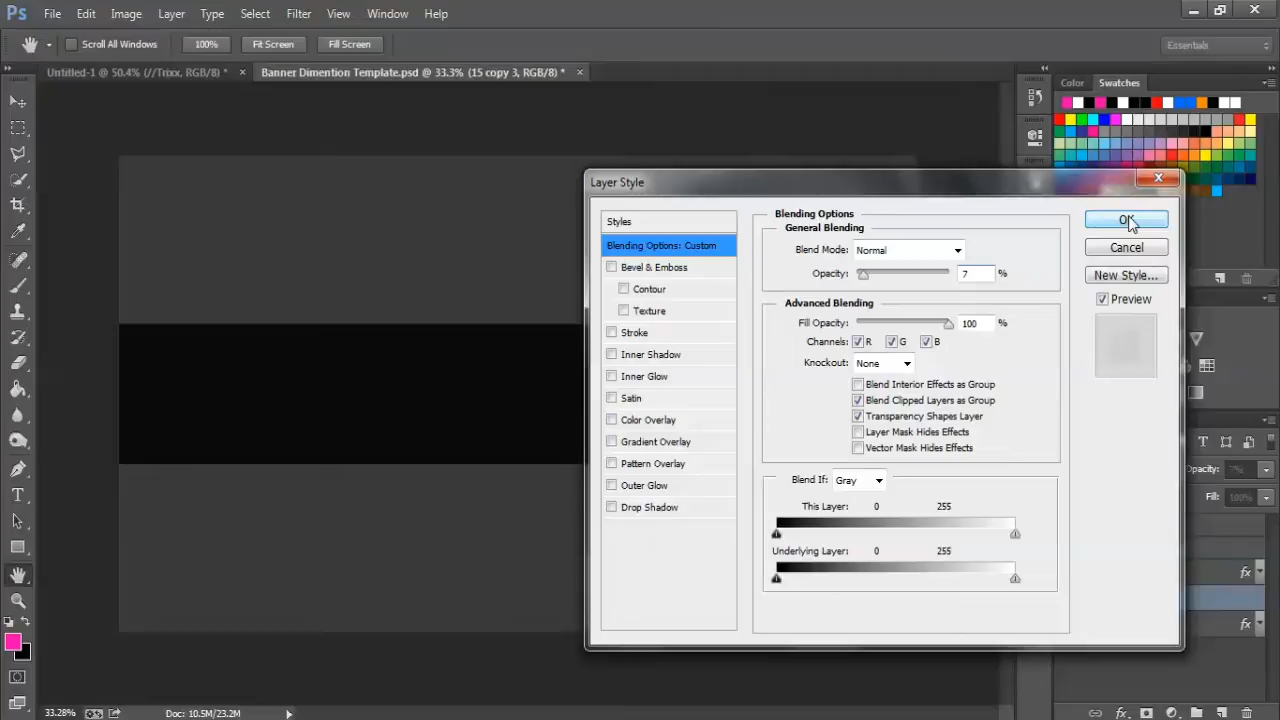 Ps File Edit Image Layer Type Select Filter View Window Help
Scroll All Windows 100% Fit Screen Fill Screen Essentials
Untitled-1 @ 50.4% (//Trixx, RGB/8) * × Banner Dimention Template.psd @ 33.3% (15 copy 3, RGB/8) * ×
Color Swatches
Layer Style
Styles
Blending Options: Custom
Bevel & Emboss
Contour
Texture
Stroke
Inner Shadow
Inner Glow
Satin
Color Overlay
Gradient Overlay
Pattern Overlay
Outer Glow
Drop Shadow
Blending Options
General Blending
Blend Mode: Normal
Opacity: 7 %
Advanced Blending
Fill Opacity: 100 %
Channels: R G B
Knockout: None
Blend Interior Effects as Group
Blend Clipped Layers as Group
Transparency Shapes Layer
Layer Mask Hides Effects
Vector Mask Hides Effects
Blend If: Gray
This Layer: 0 255
Underlying Layer: 0 255
OK
Cancel
New Style...
Preview
Opacity: 7%
Fill: 100%
fx
fx
33.28% Doc: 10.5M/23.2M
fx